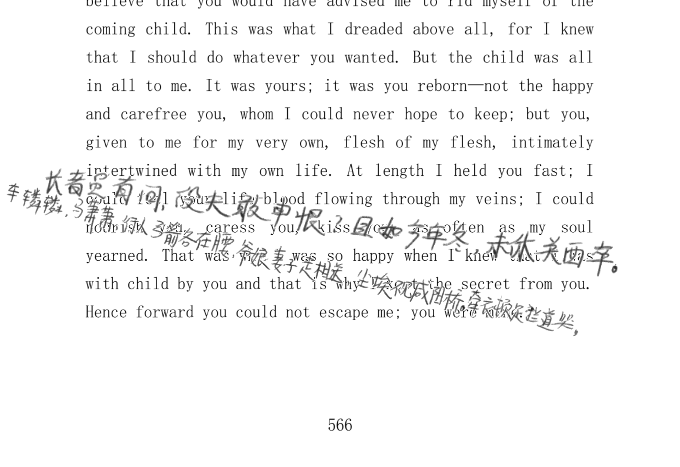 believe that you would have advised me to rid myself of the
coming child. This was what I dreaded above all, for I knew
that I should do whatever you wanted. But the child was all
in all to me. It was yours; it was you reborn—not the happy
and carefree you, whom I could never hope to keep; but you,
given to me for my very own, flesh of my flesh, intimately
intertwined with my own life. At length I held you fast; I
could feel your life-blood flowing through my veins; I could
nourish you, caress you, kiss you, as often as my soul
yearned. That was why I was so happy when I knew that I was
with child by you and that is why I kept the secret from you.
Hence forward you could not escape me; you were mine.
长者虽有问,役夫敢申恨?且如今年冬,未休关西卒。
车辚辚,马萧萧,行人弓箭各在腰,爷娘妻子走相送,尘埃不见咸阳桥。牵衣顿足拦道哭,
566